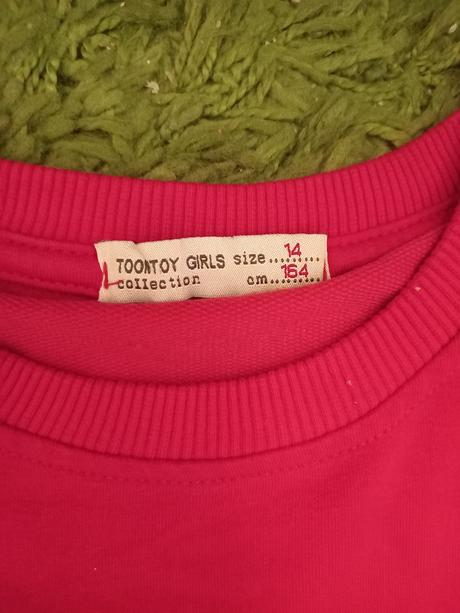 TOONTOY GIRLS size....14....
collection cm....164....